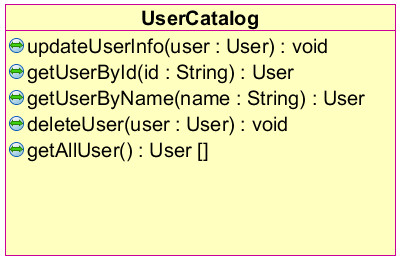 UserCatalog
updateUserInfo(user : User) : void
getUserById(id : String) : User
getUserByName(name : String) : User
deleteUser(user : User) : void
getAllUser() : User []